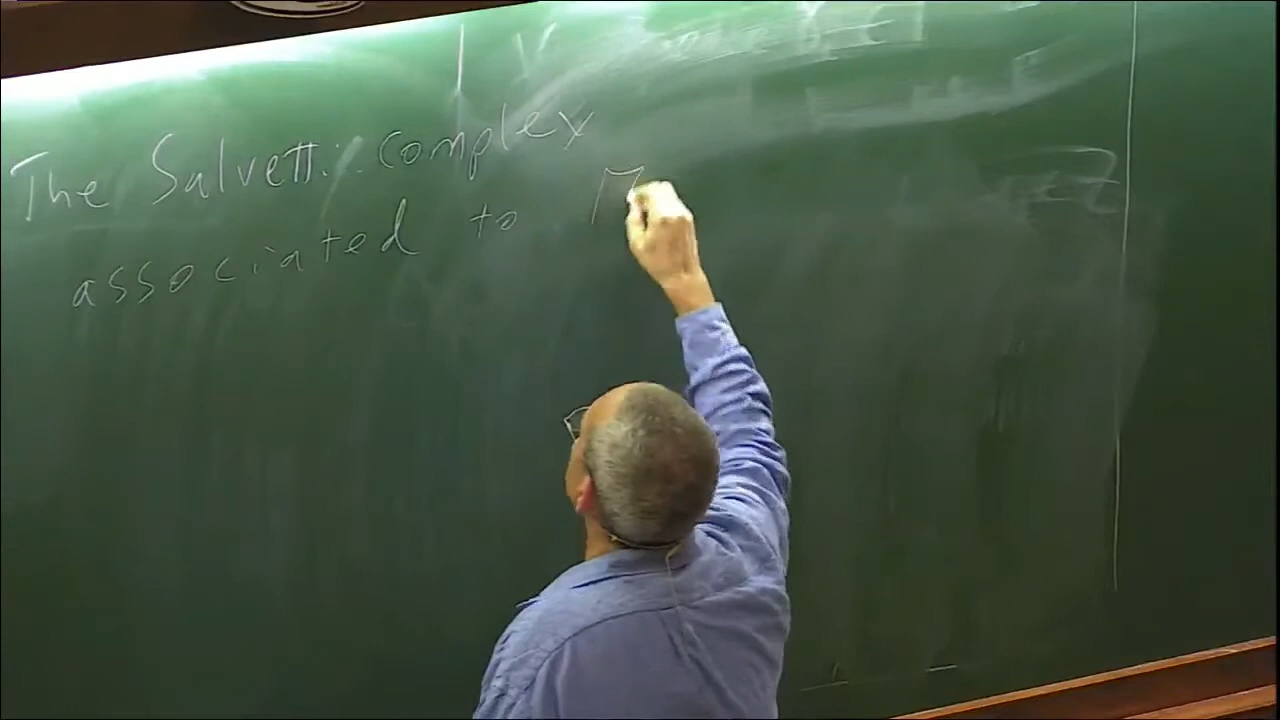 The Salvetti complex
associated to Γ